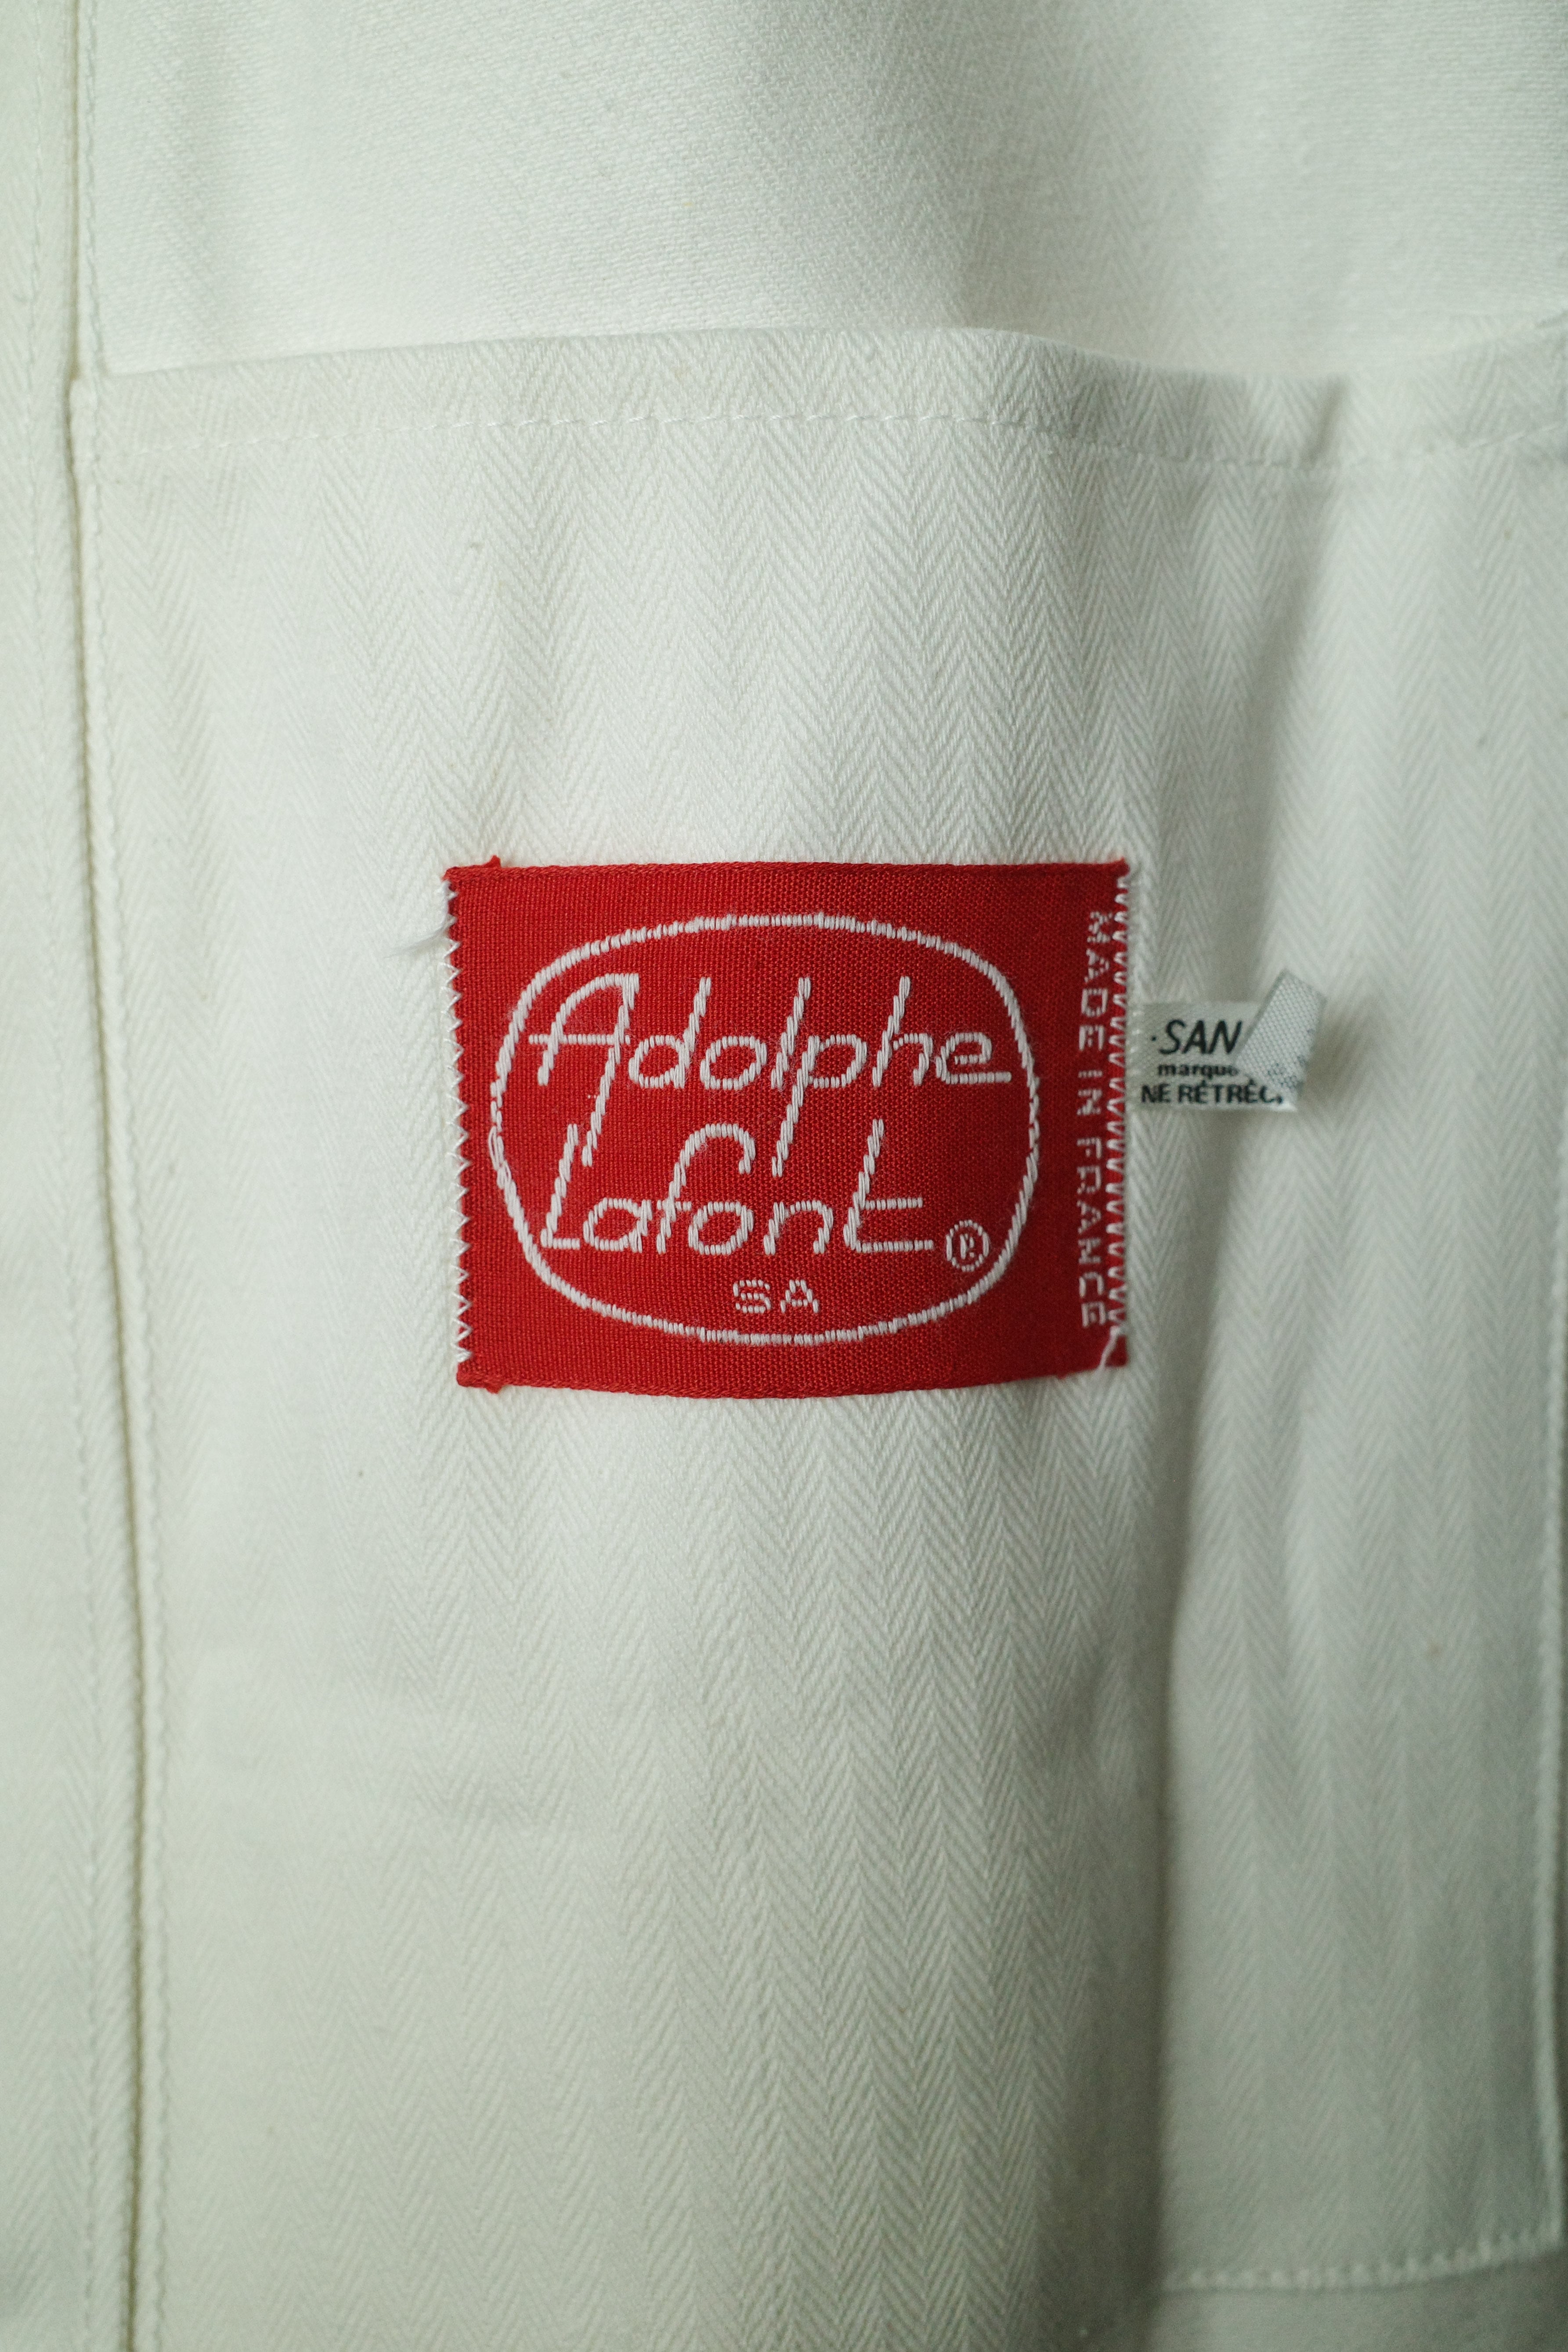 Adolphe
Lafont
®
SA
MADE IN FRANCE
·SAN
marque
NE RÉTRÉC